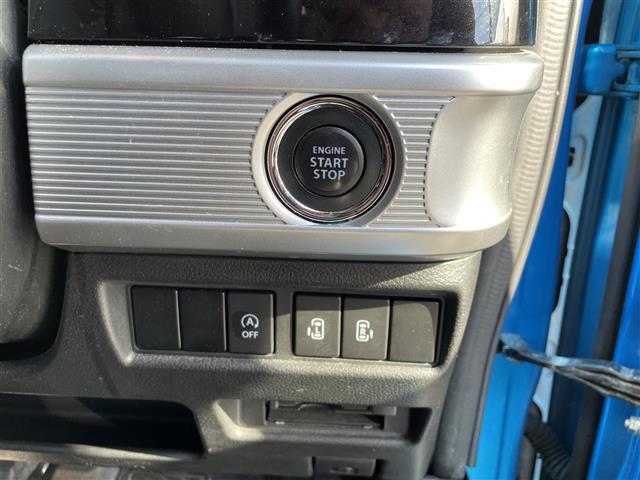 ENGINE
START
STOP
A
OFF
L
R